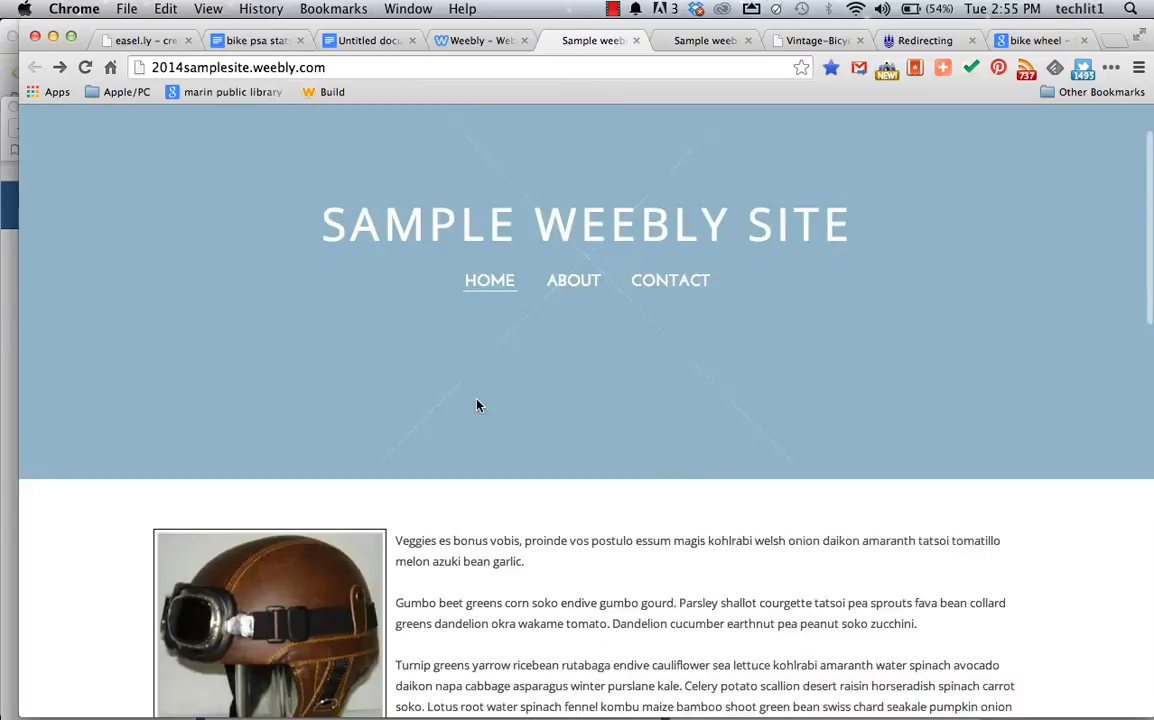 Chrome File Edit View History Bookmarks Window Help 3 (54%) Tue 2:55 PM techlit1
easel.ly – cre bike psa stat Untitled docu Weebly – Web Sample weeb Sample weeb Vintage-Bicy Redirecting bike wheel –
2014samplesite.weebly.com NEW! 737 1495
Apps Apple/PC marin public library Build Other Bookmarks
SAMPLE WEEBLY SITE
HOME ABOUT CONTACT
Veggies es bonus vobis, proinde vos postulo essum magis kohlrabi welsh onion daikon amaranth tatsoi tomatillo
melon azuki bean garlic.
Gumbo beet greens corn soko endive gumbo gourd. Parsley shallot courgette tatsoi pea sprouts fava bean collard
greens dandelion okra wakame tomato. Dandelion cucumber earthnut pea peanut soko zucchini.
Turnip greens yarrow ricebean rutabaga endive cauliflower sea lettuce kohlrabi amaranth water spinach avocado
daikon napa cabbage asparagus winter purslane kale. Celery potato scallion desert raisin horseradish spinach carrot
soko. Lotus root water spinach fennel kombu maize bamboo shoot green bean swiss chard seakale pumpkin onion